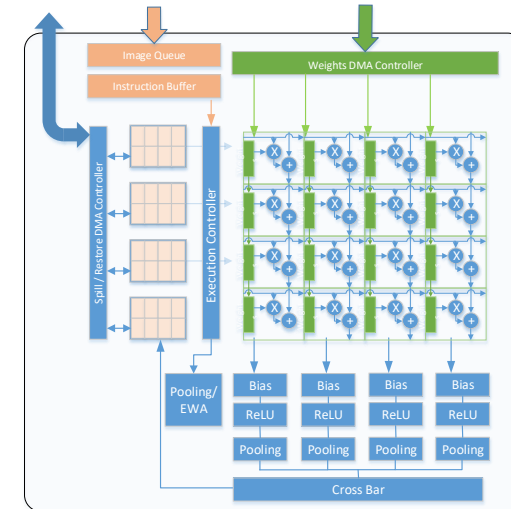 Image Queue
Weights DMA Controller
Instruction Buffer
Spill / Restore DMA Controller
Execution Controller
X X X X
+ + + +
X X X X
+ + + +
X X X X
+ + + +
X X X X
+ + + +
Pooling/
EWA
Bias Bias Bias Bias
ReLU ReLU ReLU ReLU
Pooling Pooling Pooling Pooling
Cross Bar